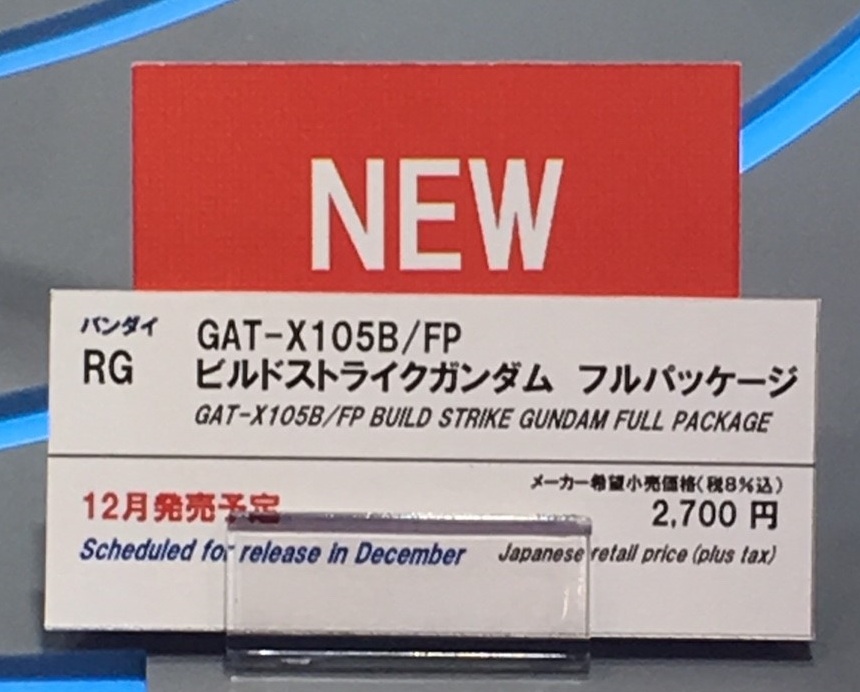 NEW
バンダイ
RG
GAT-X105B/FP
ビルドストライクガンダム フルパッケージ
GAT-X105B/FP BUILD STRIKE GUNDAM FULL PACKAGE
12月発売予定
Scheduled for release in December
メーカー希望小売価格(税8%込)
2,700 円
Japanese retail price (plus tax)